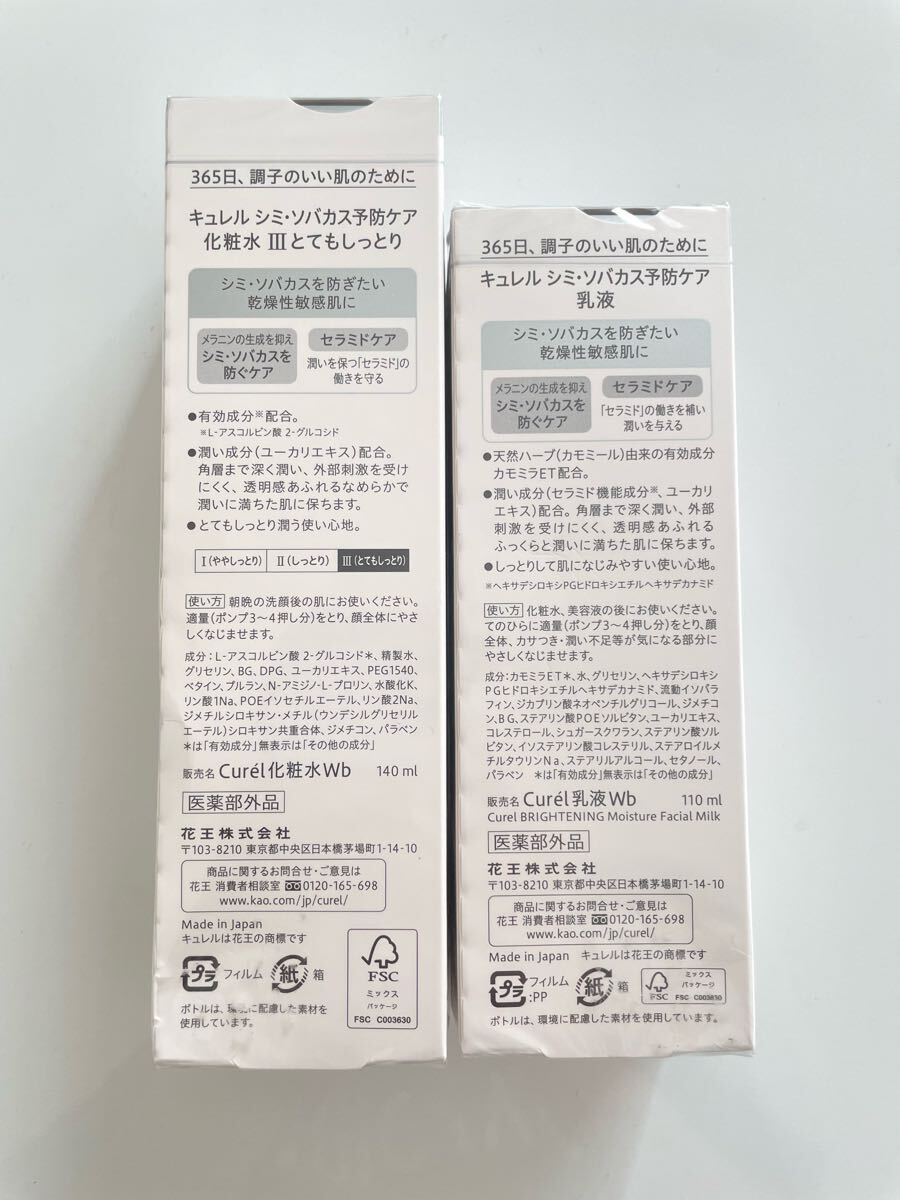 365日、調子のいい肌のために
キュレル シミ・ソバカス予防ケア
化粧水 Ⅲとてもしっとり
シミ・ソバカスを防ぎたい
乾燥性敏感肌に
メラニンの生成を抑え
シミ・ソバカスを
防ぐケア
セラミドケア
潤いを保つ「セラミド」の
働きを守る
●有効成分※配合。
※L-アスコルビン酸 2-グルコシド
●潤い成分(ユーカリエキス)配合。
角層まで深く潤い、外部刺激を受け
にくく、透明感あふれるなめらかで
潤いに満ちた肌に保ちます。
●とてもしっとり潤う使い心地。
Ⅰ(ややしっとり) Ⅱ(しっとり) Ⅲ(とてもしっとり)
使い方 朝晩の洗顔後の肌にお使いください。
適量(ポンプ3〜4押し分)をとり、顔全体にやさ
しくなじませます。
成分:L-アスコルビン酸 2-グルコシド*、精製水、
グリセリン、BG、DPG、ユーカリエキス、PEG1540、
ベタイン、プルラン、N-アミジノ-L-プロリン、水酸化K、
リン酸1Na、POEイソセチルエーテル、リン酸2Na、
ジメチルシロキサン・メチル(ウンデシルグリセリル
エーテル)シロキサン共重合体、ジメチコン、パラベン
*は「有効成分」無表示は「その他の成分」
販売名 Curél化粧水Wb 140 ml
医薬部外品
花王株式会社
〒103-8210 東京都中央区日本橋茅場町1-14-10
商品に関するお問合せ・ご意見は
花王 消費者相談室 0120-165-698
www.kao.com/jp/curel/
Made in Japan
キュレルは花王の商標です
プラ フィルム 紙 箱
FSC
ミックス
パッケージ
FSC C003630
ボトルは、環境に配慮した素材を
使用しています。
365日、調子のいい肌のために
キュレル シミ・ソバカス予防ケア
乳液
シミ・ソバカスを防ぎたい
乾燥性敏感肌に
メラニンの生成を抑え
シミ・ソバカスを
防ぐケア
セラミドケア
「セラミド」の働きを補い
潤いを与える
●天然ハーブ(カモミール)由来の有効成分
カモミラET配合。
●潤い成分(セラミド機能成分※、ユーカリ
エキス)配合。角層まで深く潤い、外部
刺激を受けにくく、透明感あふれる
ふっくらと潤いに満ちた肌に保ちます。
●しっとりして肌になじみやすい使い心地。
※ヘキサデシロキシPGヒドロキシエチルヘキサデカナミド
使い方 化粧水、美容液の後にお使いください。
てのひらに適量(ポンプ3〜4押し分)をとり、顔
全体、カサつき・潤い不足等が気になる部分に
やさしくなじませます。
成分:カモミラET*、水、グリセリン、ヘキサデシロキシ
PGヒドロキシエチルヘキサデカナミド、流動イソパラ
フィン、ジカプリン酸ネオペンチルグリコール、ジメチコ
ン、BG、ステアリン酸POEソルビタン、ユーカリエキス、
コレステロール、シュガースクワラン、ステアリン酸ソル
ビタン、イソステアリン酸コレステリル、ステアロイルメ
チルタウリンNa、ステアリルアルコール、セタノール、
パラベン *は「有効成分」無表示は「その他の成分」
販売名 Curél乳液Wb 110 ml
Curel BRIGHTENING Moisture Facial Milk
医薬部外品
花王株式会社
〒103-8210 東京都中央区日本橋茅場町1-14-10
商品に関するお問合せ・ご意見は
花王 消費者相談室 0120-165-698
www.kao.com/jp/curel/
Made in Japan キュレルは花王の商標です
プラ フィルム:PP 紙 箱
FSC
ミックス
パッケージ
FSC C003630
ボトルは、環境に配慮した素材を使用しています。